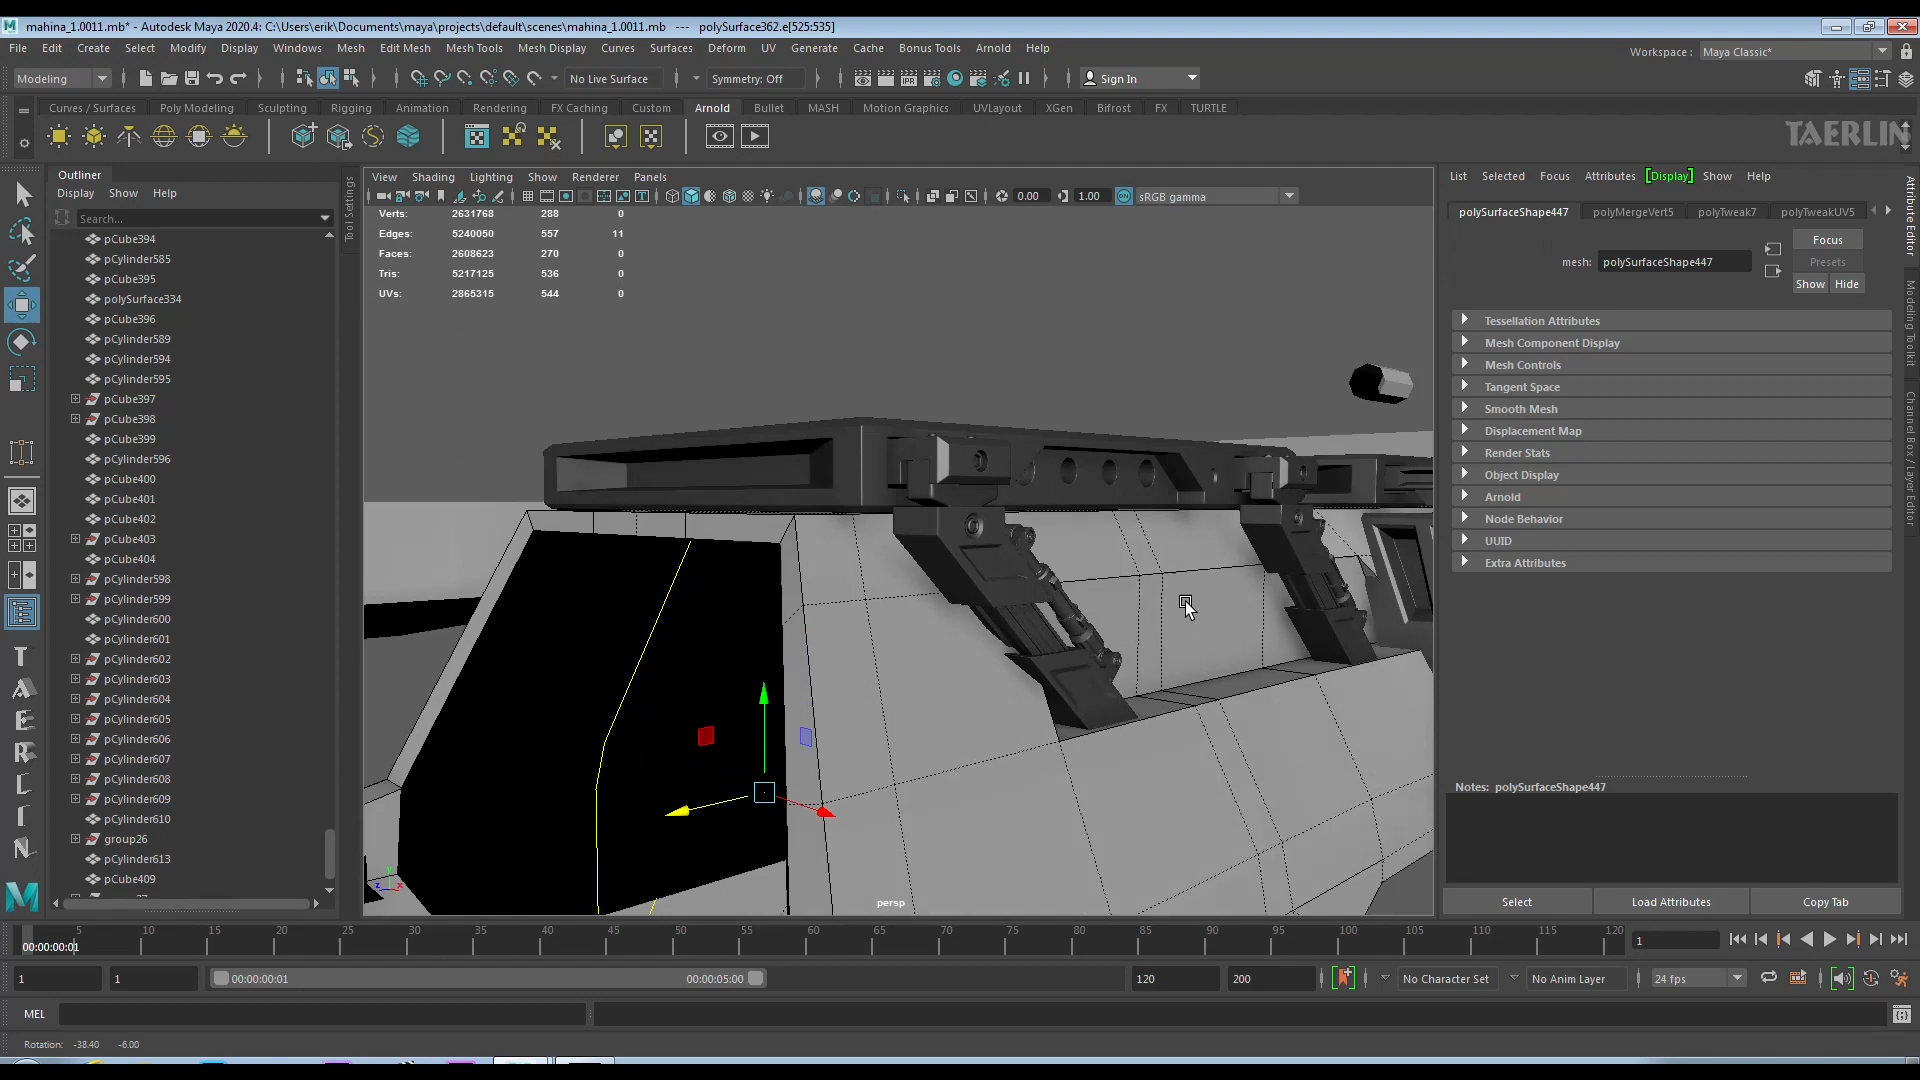 mahina_1.0011.mb* - Autodesk Maya 2020.4: C:\Users\erik\Documents\maya\projects\default\scenes\mahina_1.0011.mb --- polySurface362.e[525:535]
File Edit Create Select Modify Display Windows Mesh Edit Mesh Mesh Tools Mesh Display Curves Surfaces Deform UV Generate Cache Bonus Tools Arnold Help
Workspace : Maya Classic*
Modeling No Live Surface Symmetry: Off Sign In
Curves / Surfaces Poly Modeling Sculpting Rigging Animation Rendering FX Caching Custom Arnold Bullet MASH Motion Graphics UVLayout XGen Bifrost FX TURTLE
TAERLIN
Outliner
Display Show Help
Search...
pCube394
pCylinder585
pCube395
polySurface334
pCube396
pCylinder589
pCylinder594
pCylinder595
pCube397
pCube398
pCube399
pCylinder596
pCube400
pCube401
pCube402
pCube403
pCube404
pCylinder598
pCylinder599
pCylinder600
pCylinder601
pCylinder602
pCylinder603
pCylinder604
pCylinder605
pCylinder606
pCylinder607
pCylinder608
pCylinder609
pCylinder610
group26
pCylinder613
pCube409
Tool Settings
View Shading Lighting Show Renderer Panels
0.00 1.00 sRGB gamma
Verts: 2631768 288 0
Edges: 5240050 557 11
Faces: 2608623 270 0
Tris: 5217125 536 0
UVs: 2865315 544 0
persp
List Selected Focus Attributes [Display] Show Help
polySurfaceShape447 polyMergeVert5 polyTweak7 polyTweakUV5
mesh: polySurfaceShape447
Focus
Presets
Show Hide
Tessellation Attributes
Mesh Component Display
Mesh Controls
Tangent Space
Smooth Mesh
Displacement Map
Render Stats
Object Display
Arnold
Node Behavior
UUID
Extra Attributes
Notes: polySurfaceShape447
Select Load Attributes Copy Tab
Attribute Editor
Modeling Toolkit
Channel Box / Layer Editor
5 10 15 20 25 30 35 40 45 50 55 60 65 70 75 80 85 90 95 100 105 110 115 120
00:00:00:01
1
1 1 00:00:00:01 00:00:05:00 120 200 No Character Set No Anim Layer 24 fps
MEL
Rotation: -38.40 -6.00